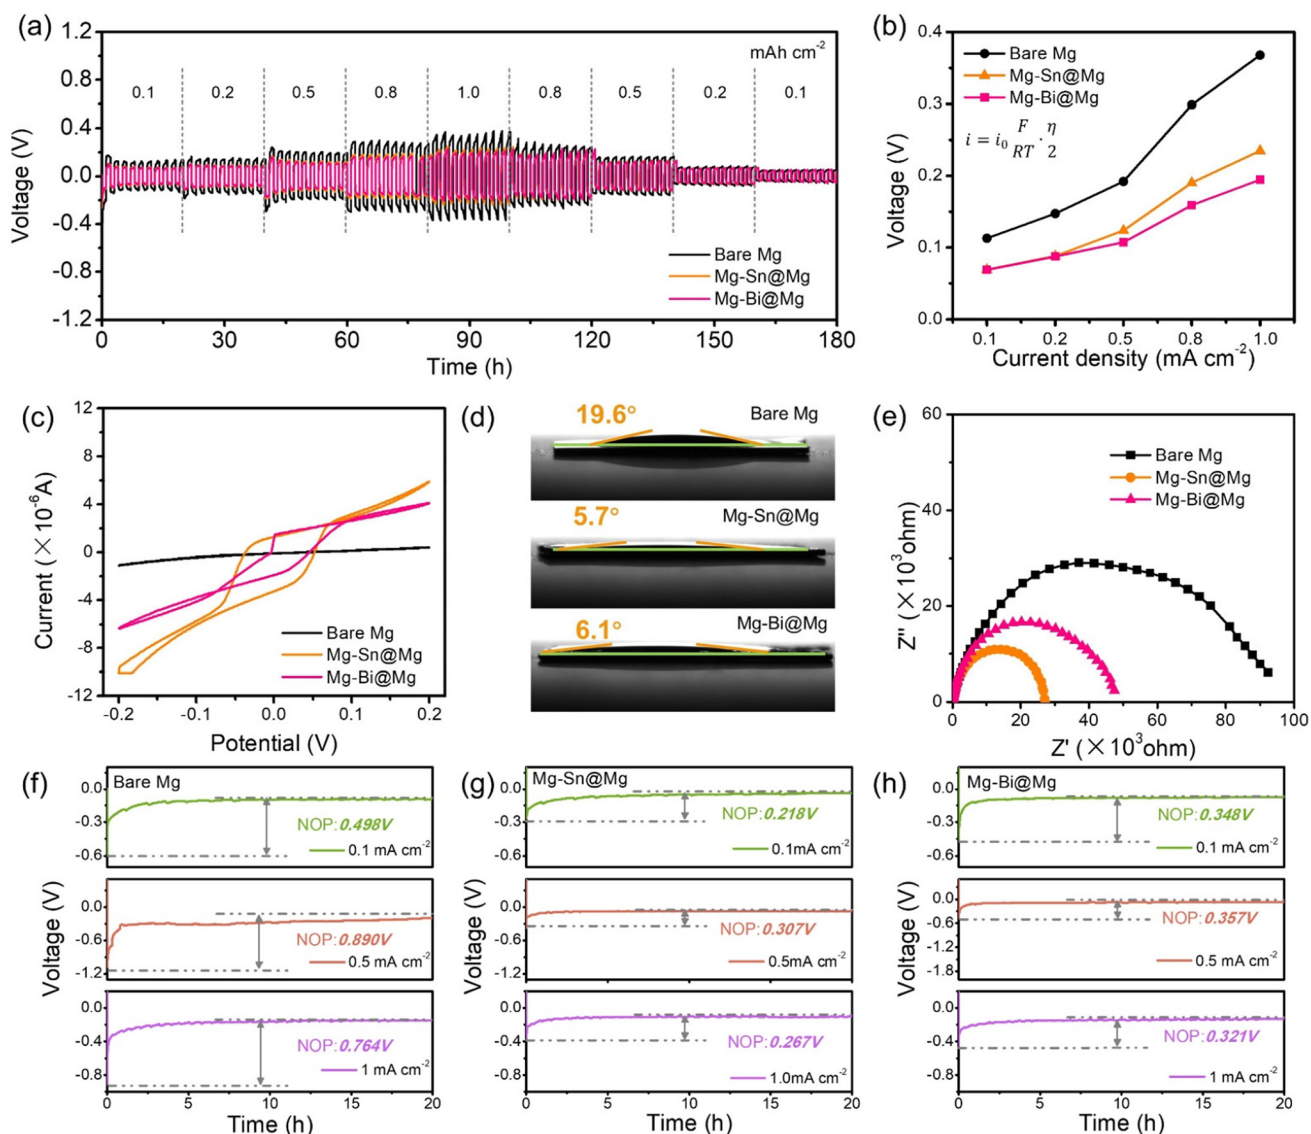 (a)
1.2
0.8
0.4
0.0
-0.4
-0.8
-1.2
Voltage (V)
mAh cm-2
0.1 0.2 0.5 0.8 1.0 0.8 0.5 0.2 0.1
Bare Mg
Mg-Sn@Mg
Mg-Bi@Mg
0 30 60 90 120 150 180
Time (h)
(b)
0.4
0.3
0.2
0.1
0.0
Voltage (V)
Bare Mg
Mg-Sn@Mg
Mg-Bi@Mg
i = i0 F/RT · η/2
0.1 0.2 0.5 0.8 1.0
Current density (mA cm-2)
(c)
12
8
4
0
-4
-8
-12
Current (×10-6A)
Bare Mg
Mg-Sn@Mg
Mg-Bi@Mg
-0.2 -0.1 0.0 0.1 0.2
Potential (V)
(d)
19.6°
Bare Mg
5.7°
Mg-Sn@Mg
6.1°
Mg-Bi@Mg
(e)
60
40
20
0
Z'' (×103ohm)
Bare Mg
Mg-Sn@Mg
Mg-Bi@Mg
0 20 40 60 80 100
Z' (×103ohm)
(f)
Bare Mg
0.0
-0.3
-0.6
NOP:0.498V
0.1 mA cm-2
0.0
-0.6
-1.2
NOP:0.890V
0.5 mA cm-2
0.0
-0.4
-0.8
NOP:0.764V
1 mA cm-2
Voltage (V)
0 5 10 15 20
Time (h)
(g)
Mg-Sn@Mg
0.0
-0.3
-0.6
NOP:0.218V
0.1mA cm-2
0.0
-0.6
-1.2
NOP:0.307V
0.5mA cm-2
0.0
-0.4
-0.8
NOP:0.267V
1.0mA cm-2
Voltage (V)
0 5 10 15 20
Time (h)
(h)
Mg-Bi@Mg
0.0
-0.3
-0.6
NOP:0.348V
0.1 mA cm-2
0.0
-0.6
-1.2
-1.8
NOP:0.357V
0.5 mA cm-2
0.0
-0.4
-0.8
NOP:0.321V
1 mA cm-2
Voltage (V)
0 5 10 15 20
Time (h)